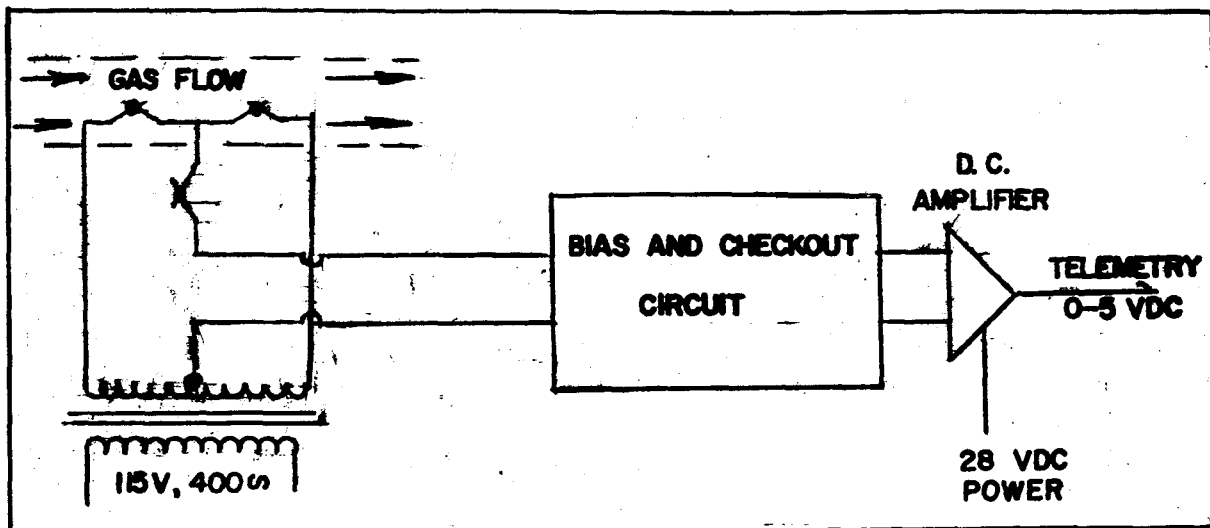 GAS FLOW
D. C.
AMPLIFIER
BIAS AND CHECKOUT
CIRCUIT
TELEMETRY
0-5 VDC
28 VDC
POWER
115V, 400∽